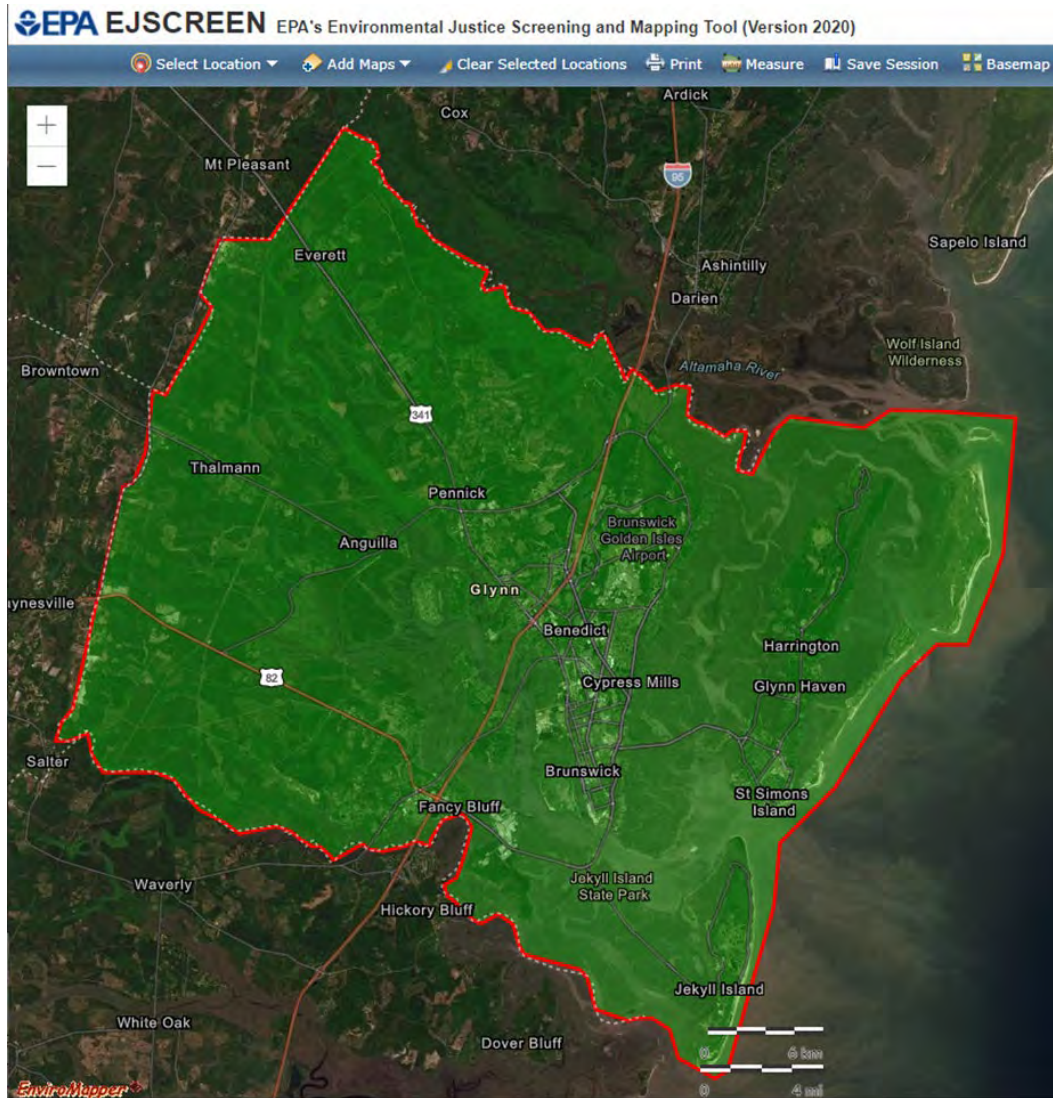 EPA EJSCREEN EPA's Environmental Justice Screening and Mapping Tool (Version 2020)
Select Location Add Maps Clear Selected Locations Print Measure Save Session Basemap
+
−
Ardick
Cox
Mt Pleasant
95
Sapelo Island
Everett
Ashintilly
Darien
Wolf Island
Wilderness
Altamaha River
Browntown
341
Thalmann
Pennick
Brunswick
Golden Isles
Airport
Anguilla
Glynn
aynesville
Benedict
Harrington
82
Cypress Mills
Glynn Haven
Salter
Brunswick
St Simons
Island
Fancy Bluff
Jekyll Island
State Park
Waverly
Hickory Bluff
Jekyll Island
White Oak
Dover Bluff
0 6 km
0 4 mi
EnviroMapper